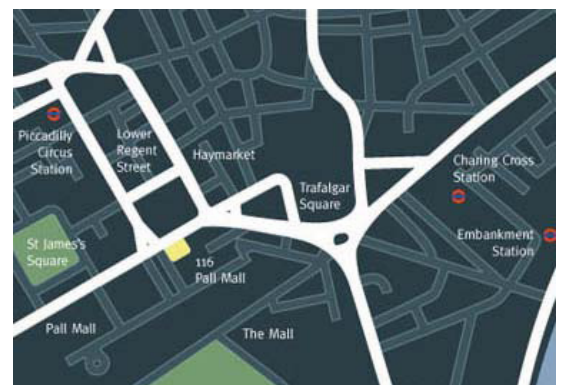 Piccadilly
Circus
Station
Lower
Regent
Street
Haymarket
Trafalgar
Square
Charing Cross
Station
Embankment
Station
St James's
Square
116
Pall Mall
Pall Mall
The Mall